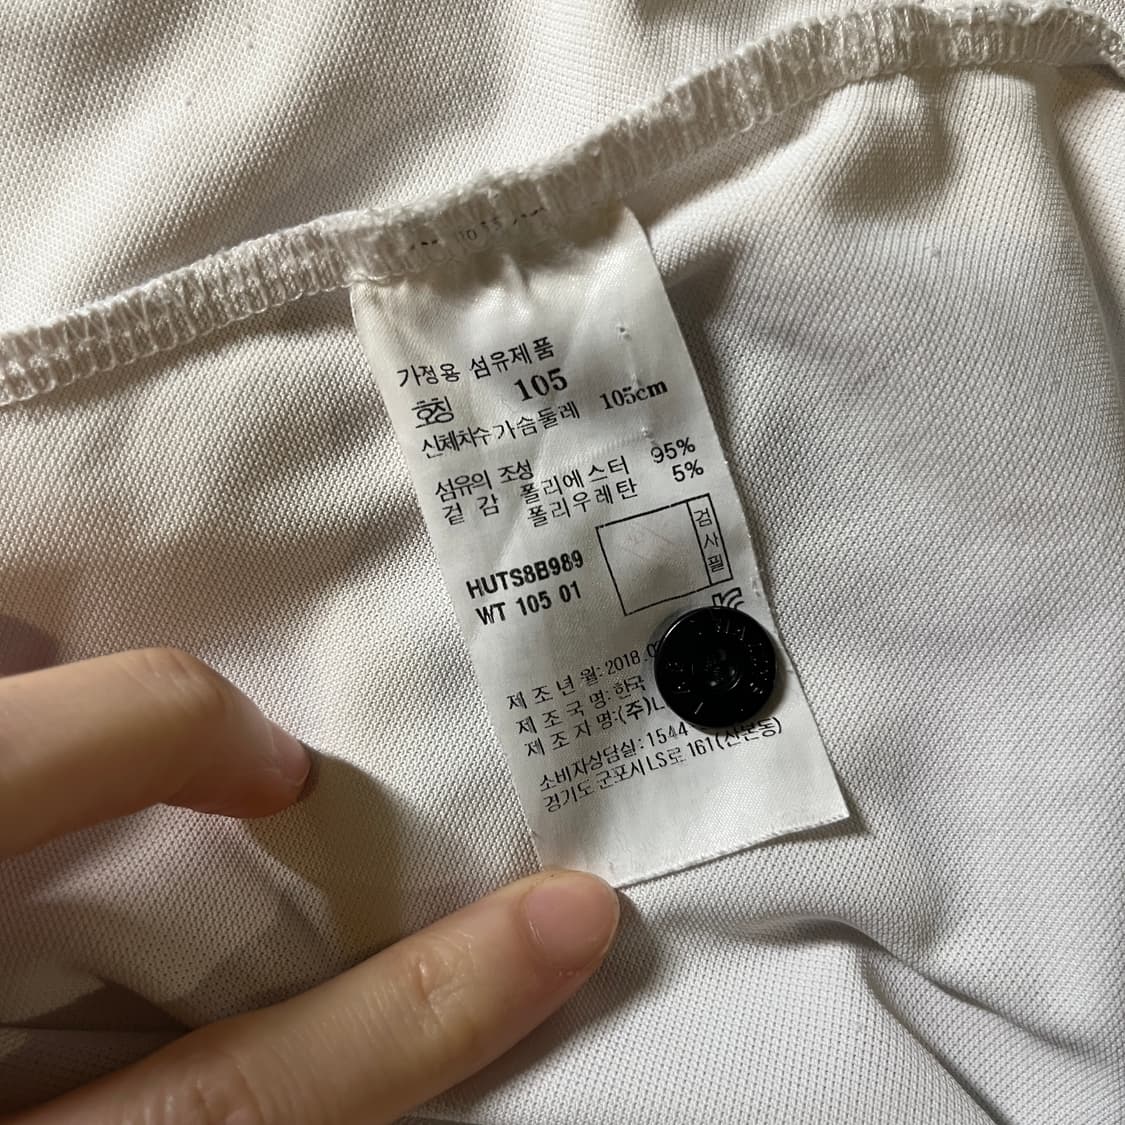 가정용 섬유제품
호칭 105
신체치수 가슴둘레 105cm
섬유의 조성
겉 감 폴리에스터 95%
폴리우레탄 5%
검사필
HUTS8B989
WT 105 01
제 조 년 월: 2018.
제 조 국 명: 한국
제 조 자 명:(주)L
소비자상담실: 1544
경기도 군포시 LS로 161(산본동)